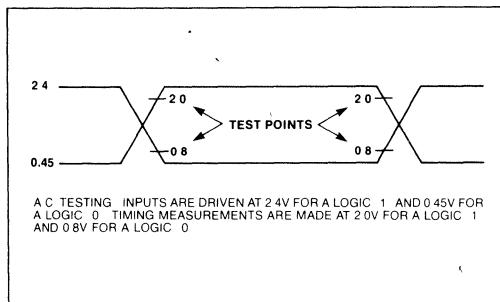 2 4
2 0
2 0
TEST POINTS
0 8
0 8
0.45
A C TESTING INPUTS ARE DRIVEN AT 2 4V FOR A LOGIC 1 AND 0 45V FOR
A LOGIC 0 TIMING MEASUREMENTS ARE MADE AT 2 0V FOR A LOGIC 1
AND 0 8V FOR A LOGIC 0